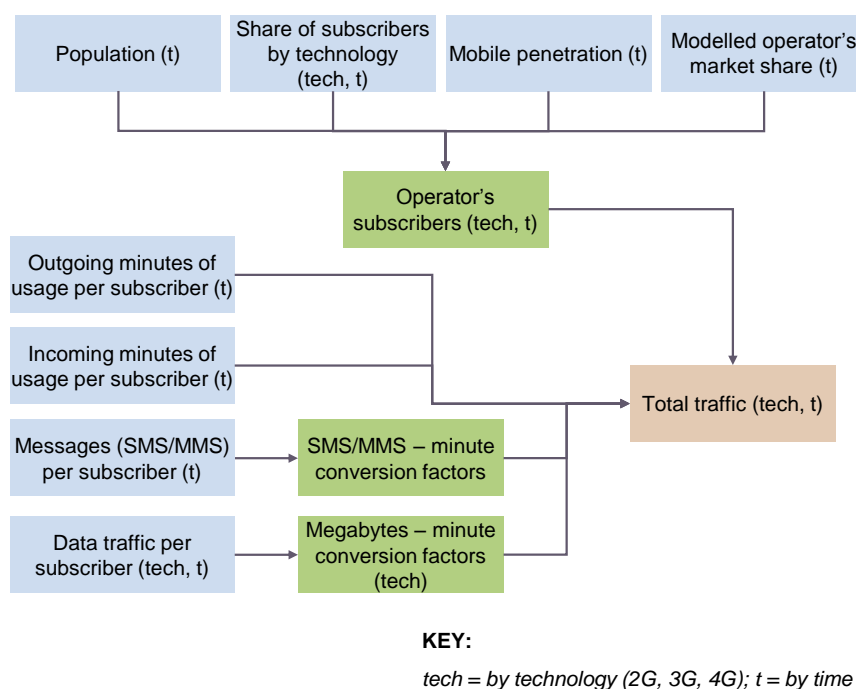 Population (t)
Share of subscribers
by technology
(tech, t)
Mobile penetration (t)
Modelled operator's
market share (t)
Operator's
subscribers (tech, t)
Outgoing minutes of
usage per subscriber (t)
Incoming minutes of
usage per subscriber (t)
Total traffic (tech, t)
Messages (SMS/MMS)
per subscriber (t)
SMS/MMS – minute
conversion factors
Data traffic per
subscriber (tech, t)
Megabytes – minute
conversion factors
(tech)
KEY:
tech = by technology (2G, 3G, 4G); t = by time